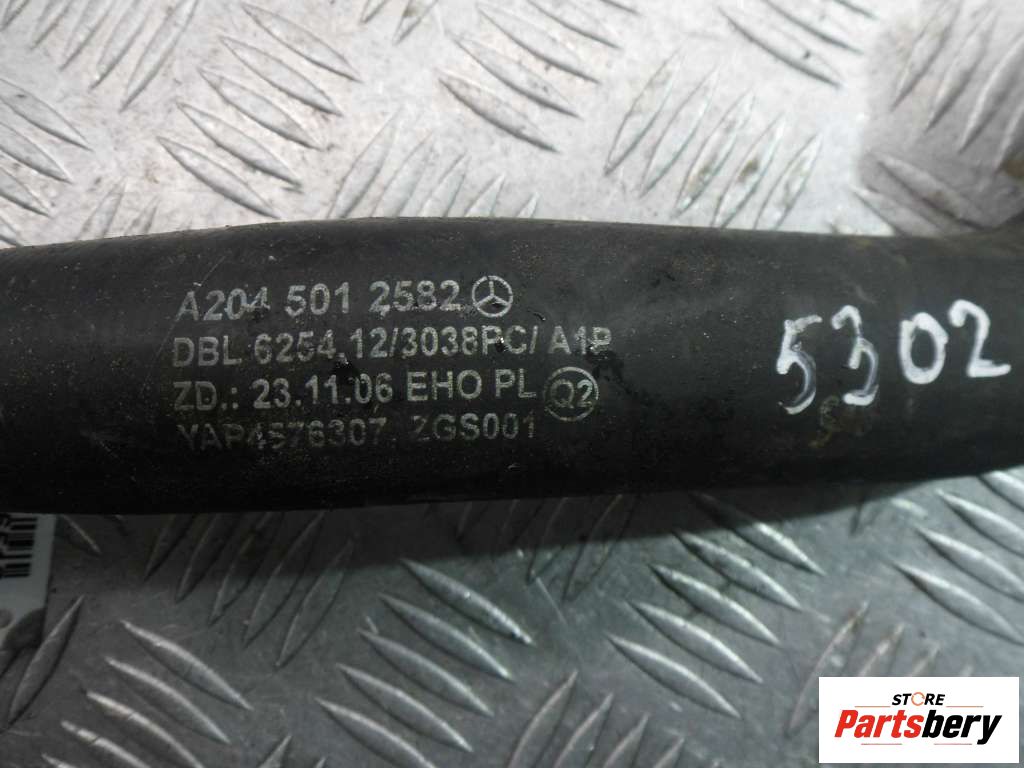 A204 501 2582
DBL 6254.12/3038PC/ A1P
ZD.: 23.11.06 EHO PL Q2
YAP4576307 ZGS001
5302
STORE
Partsbery